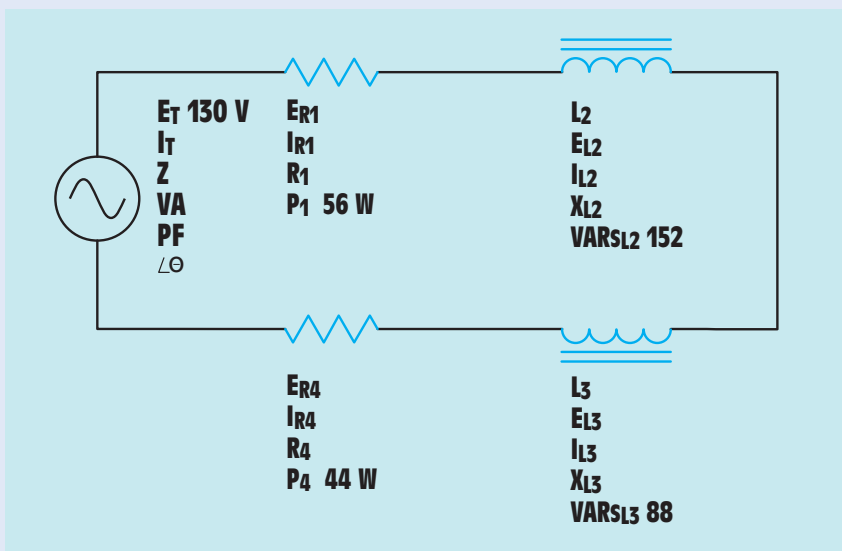 ET 130 V
IT
Z
VA
PF
∠Θ
ER1
IR1
R1
P1 56 W
L2
EL2
IL2
XL2
VARSL2 152
ER4
IR4
R4
P4 44 W
L3
EL3
IL3
XL3
VARSL3 88